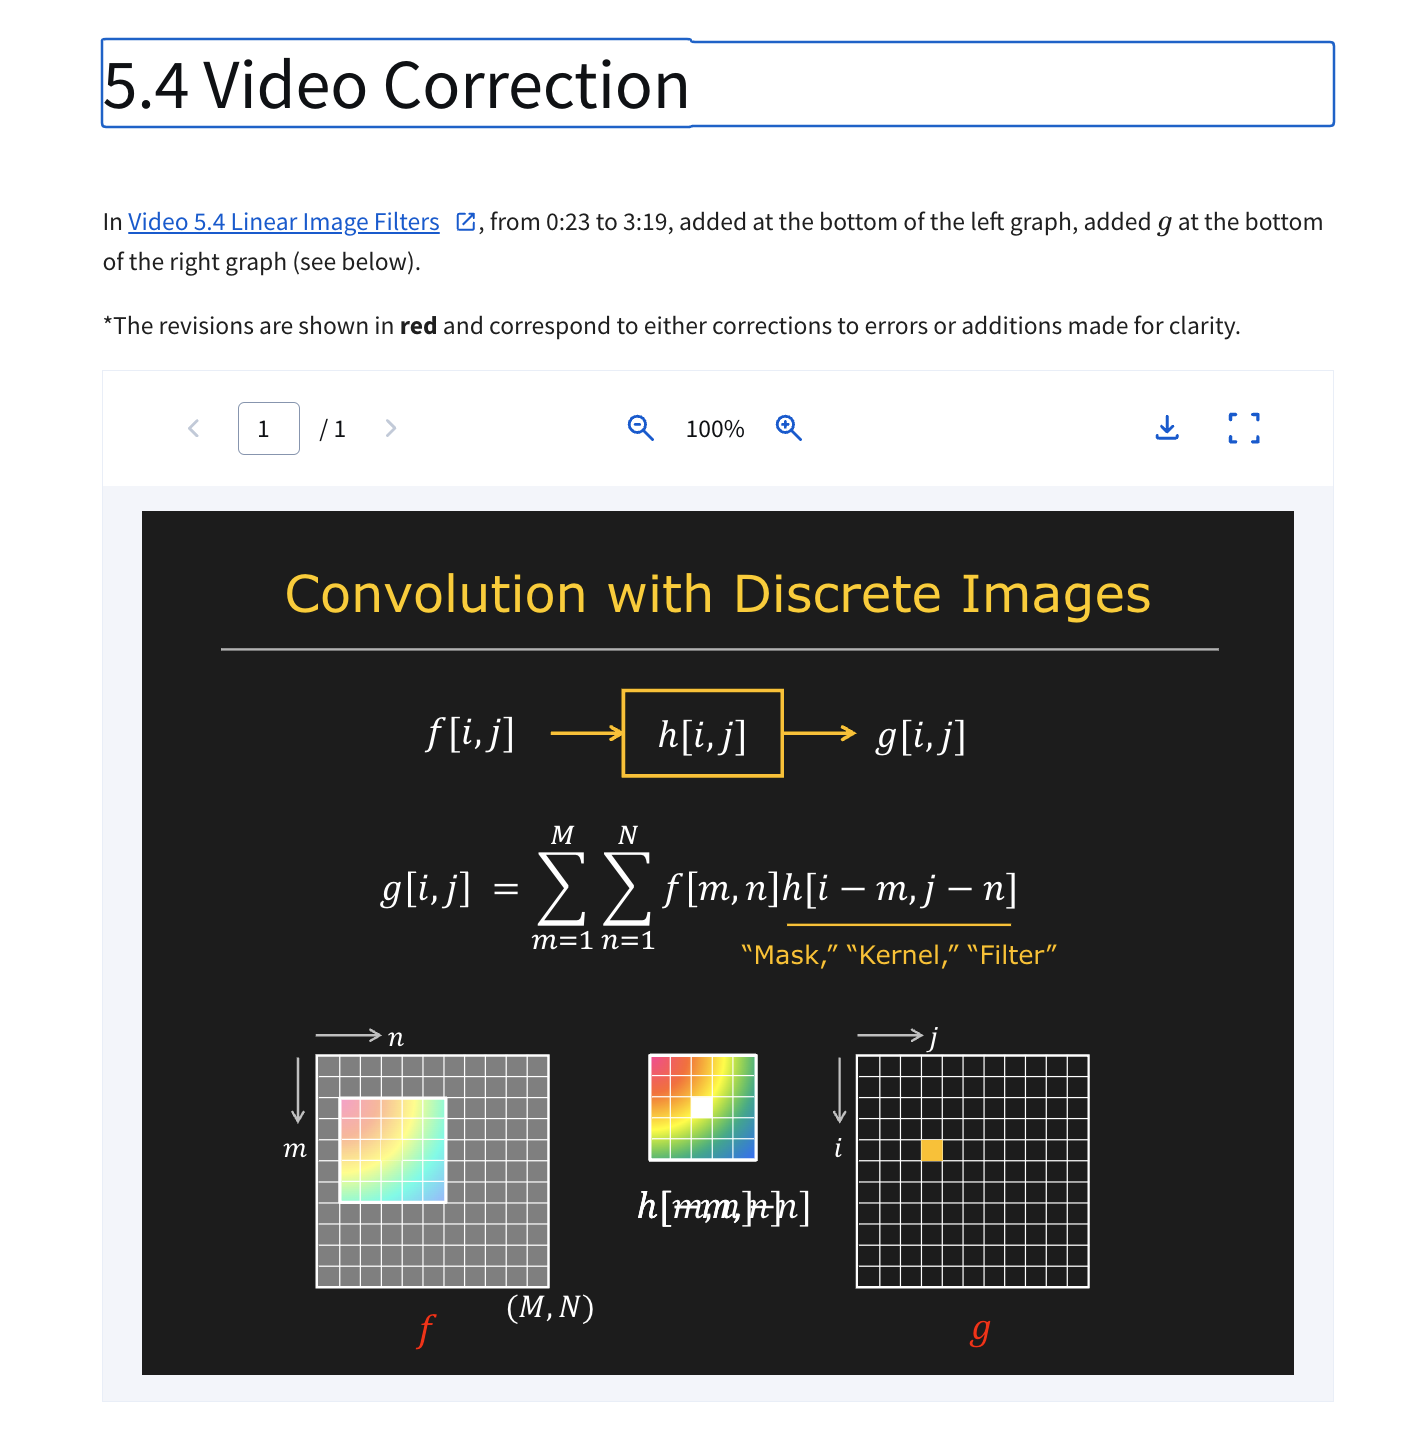 5.4 Video Correction
In Video 5.4 Linear Image Filters , from 0:23 to 3:19, added at the bottom of the left graph, added g at the bottom
of the right graph (see below).
*The revisions are shown in red and correspond to either corrections to errors or additions made for clarity.
1 / 1 100%
Convolution with Discrete Images
f[i,j] h[i,j] g[i,j]
M N
g[i,j] = ∑ ∑ f[m,n]h[i − m,j − n]
m=1 n=1
"Mask," "Kernel," "Filter"
n j
m i
(M,N)
f g